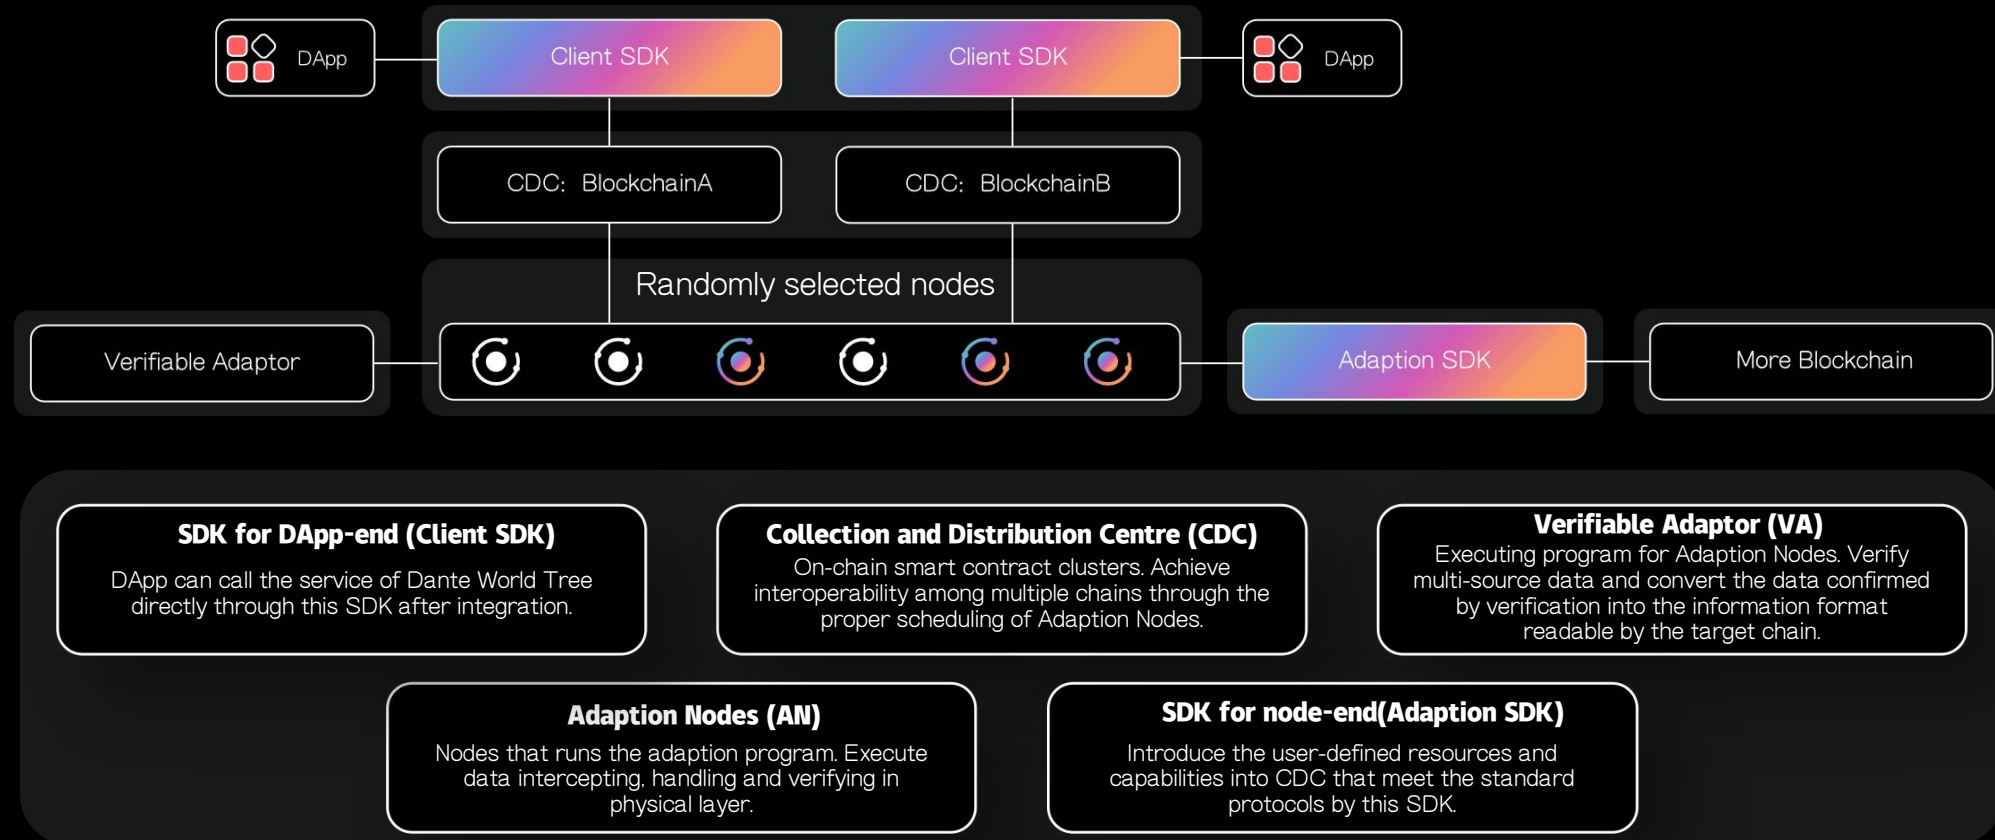 DApp
Client SDK
Client SDK
DApp
CDC: BlockchainA
CDC: BlockchainB
Randomly selected nodes
Verifiable Adaptor
Adaption SDK
More Blockchain
SDK for DApp-end (Client SDK)
DApp can call the service of Dante World Tree
directly through this SDK after integration.
Collection and Distribution Centre (CDC)
On-chain smart contract clusters. Achieve
interoperability among multiple chains through the
proper scheduling of Adaption Nodes.
Verifiable Adaptor (VA)
Executing program for Adaption Nodes. Verify
multi-source data and convert the data confirmed
by verification into the information format
readable by the target chain.
Adaption Nodes (AN)
Nodes that runs the adaption program. Execute
data intercepting, handling and verifying in
physical layer.
SDK for node-end(Adaption SDK)
Introduce the user-defined resources and
capabilities into CDC that meet the standard
protocols by this SDK.